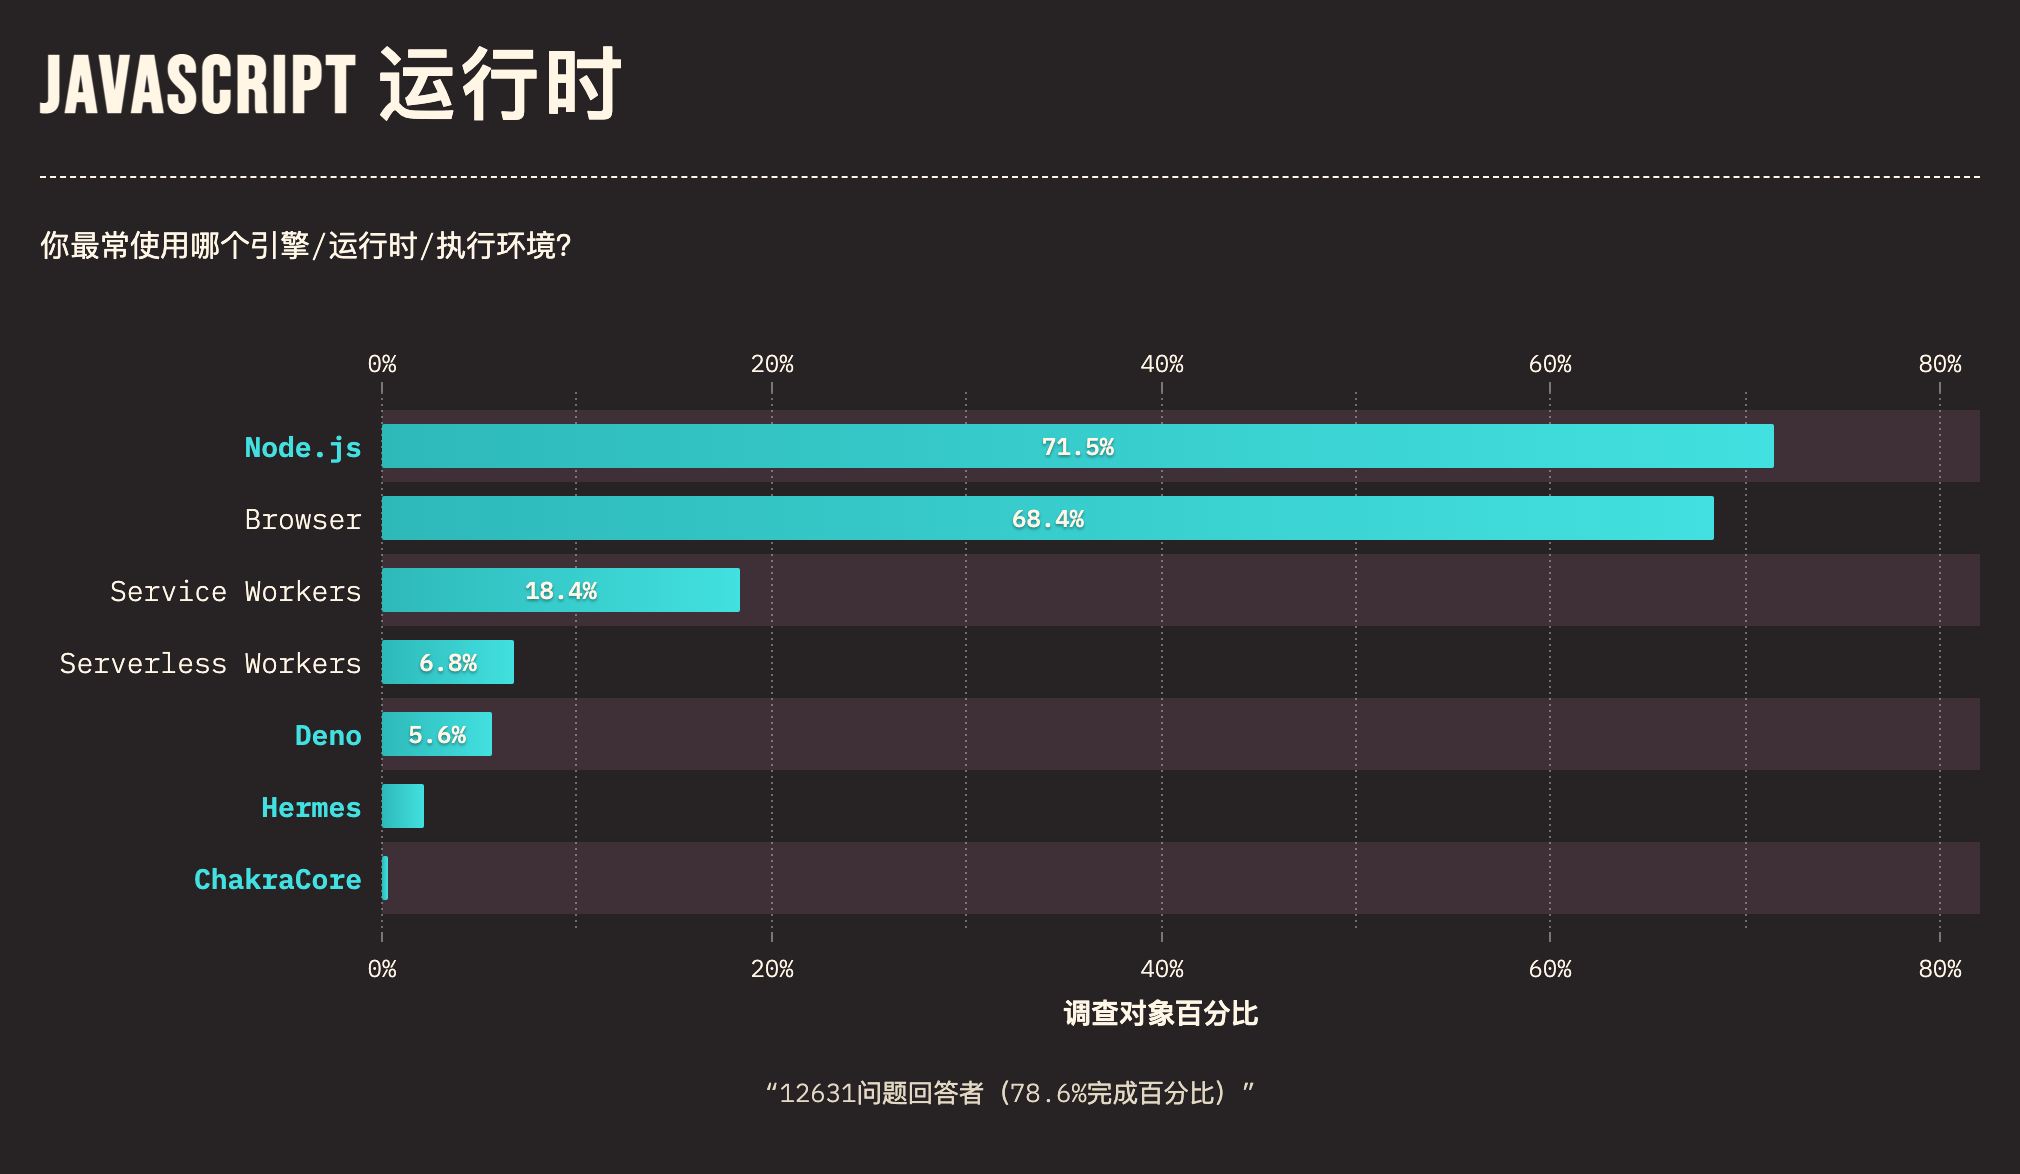 JAVASCRIPT 运行时
你最常使用哪个引擎/运行时/执行环境?
0% 20% 40% 60% 80%
Node.js 71.5%
Browser 68.4%
Service Workers 18.4%
Serverless Workers 6.8%
Deno 5.6%
Hermes
ChakraCore
0% 20% 40% 60% 80%
调查对象百分比
“12631问题回答者（78.6%完成百分比）”